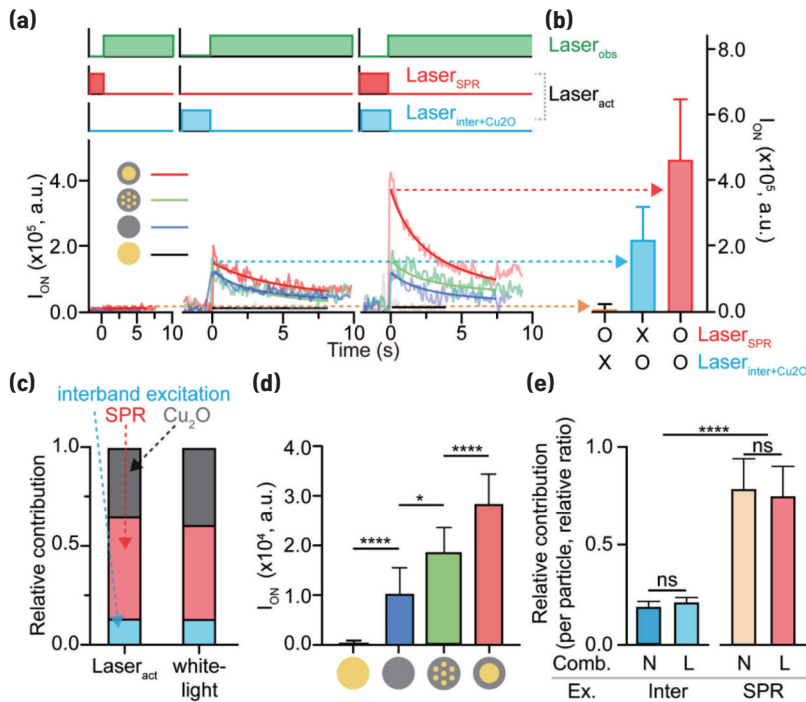 (a)
Laser_obs
Laser_SPR
Laser_act
Laser_inter+Cu2O
I_ON (x10^5, a.u.)
4.0
2.0
0.0
0 5 10
0 5 10
0 5 10
Time (s)
(b)
8.0
6.0
4.0
2.0
0.0
I_ON (x10^5, a.u.)
O X O Laser_SPR
X O O Laser_inter+Cu2O
(c)
interband excitation
SPR
Cu₂O
Relative contribution
1.0
0.5
0.0
Laser_act
white-
light
(d)
I_ON (x10^4, a.u.)
4.0
3.0
2.0
1.0
0.0
****
*
****
(e)
Relative contribution
(per particle, relative ratio)
1.0
0.5
0.0
****
ns
ns
Comb. N L N L
Ex. Inter SPR